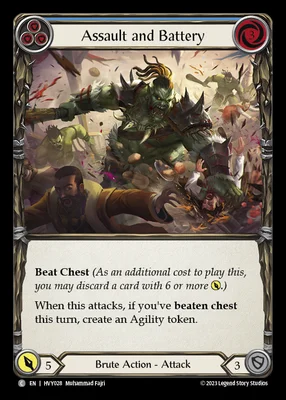 3
Assault and Battery
3
Beat Chest (As an additional cost to play this,
you may discard a card with 6 or more .)
When this attacks, if you've beaten chest
this turn, create an Agility token.
5
Brute Action - Attack
3
C EN | HVY028 Muhammad Fajri
©2023 Legend Story Studios